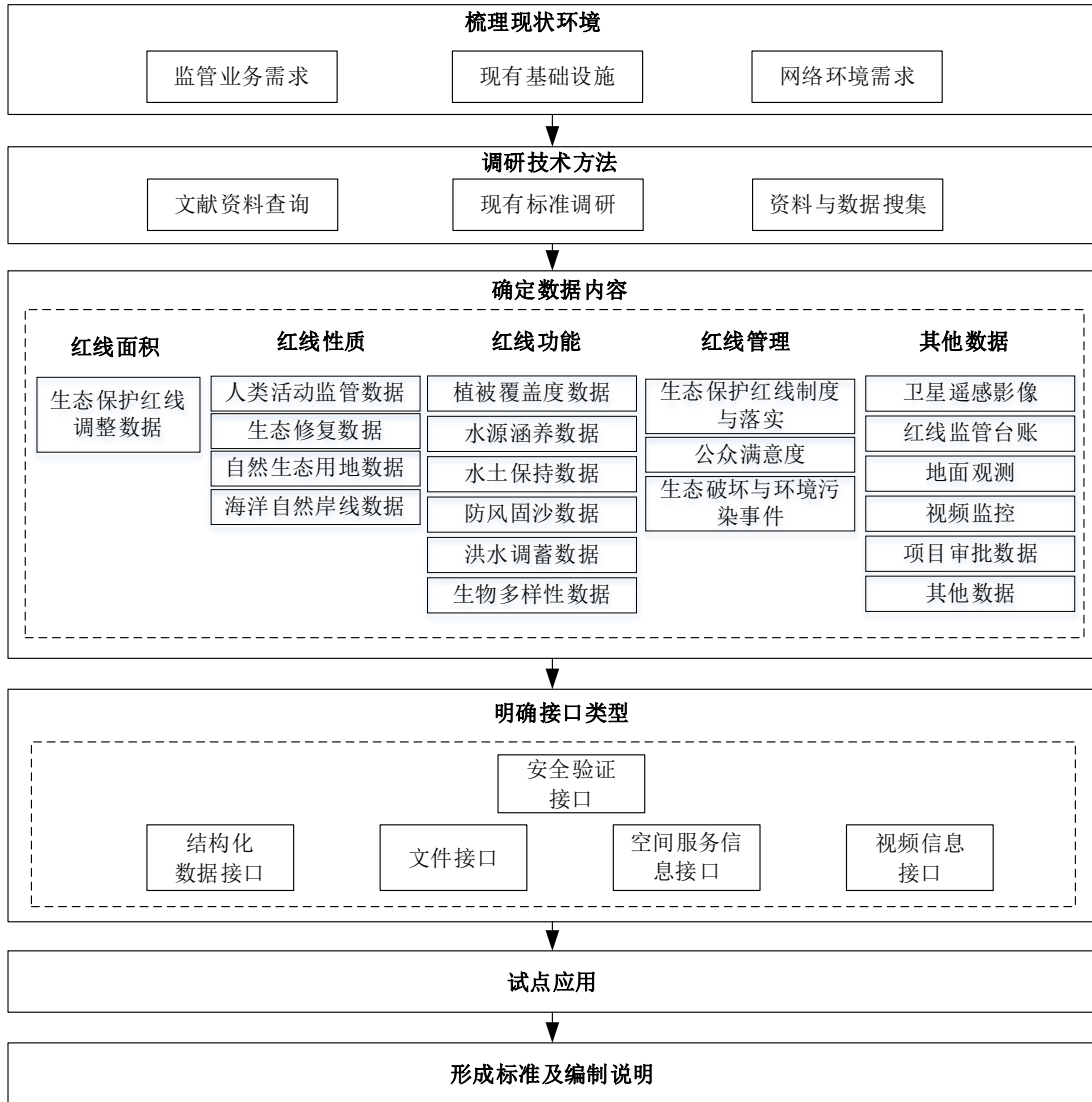 梳理现状环境
监管业务需求
现有基础设施
网络环境需求
调研技术方法
文献资料查询
现有标准调研
资料与数据搜集
确定数据内容
红线面积
生态保护红线
调整数据
红线性质
人类活动监管数据
生态修复数据
自然生态用地数据
海洋自然岸线数据
红线功能
植被覆盖度数据
水源涵养数据
水土保持数据
防风固沙数据
洪水调蓄数据
生物多样性数据
红线管理
生态保护红线制度
与落实
公众满意度
生态破坏与环境污
染事件
其他数据
卫星遥感影像
红线监管台账
地面观测
视频监控
项目审批数据
其他数据
明确接口类型
安全验证
接口
结构化
数据接口
文件接口
空间服务信
息接口
视频信息
接口
试点应用
形成标准及编制说明